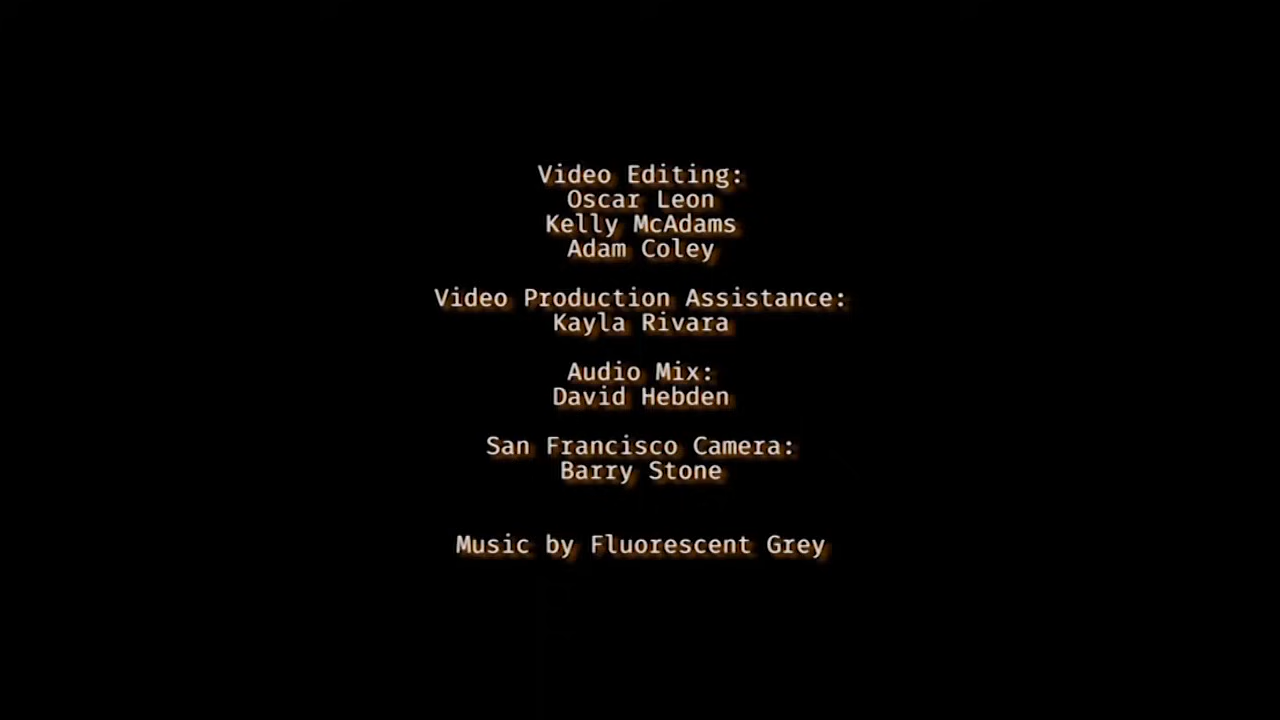 Video Editing:
Oscar Leon
Kelly McAdams
Adam Coley
Video Production Assistance:
Kayla Rivara
Audio Mix:
David Hebden
San Francisco Camera:
Barry Stone
Music by Fluorescent Grey